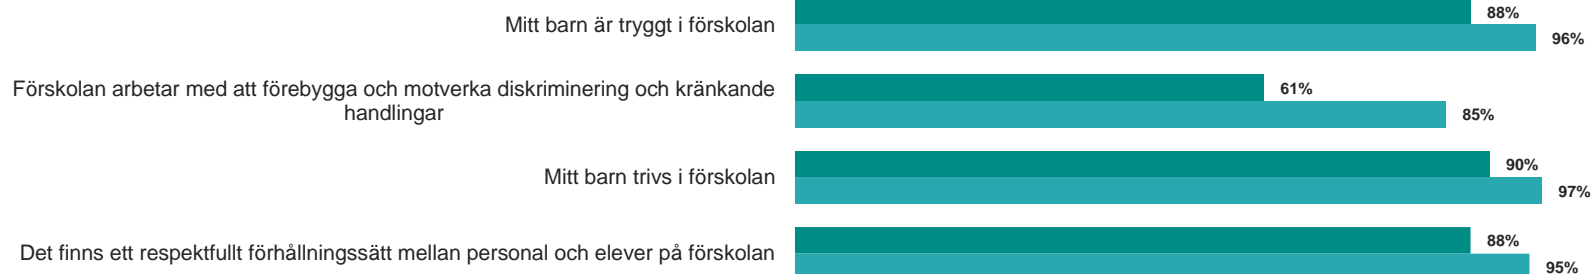 Mitt barn är tryggt i förskolan
88%
96%
Förskolan arbetar med att förebygga och motverka diskriminering och kränkande
handlingar
61%
85%
Mitt barn trivs i förskolan
90%
97%
Det finns ett respektfullt förhållningssätt mellan personal och elever på förskolan
88%
95%